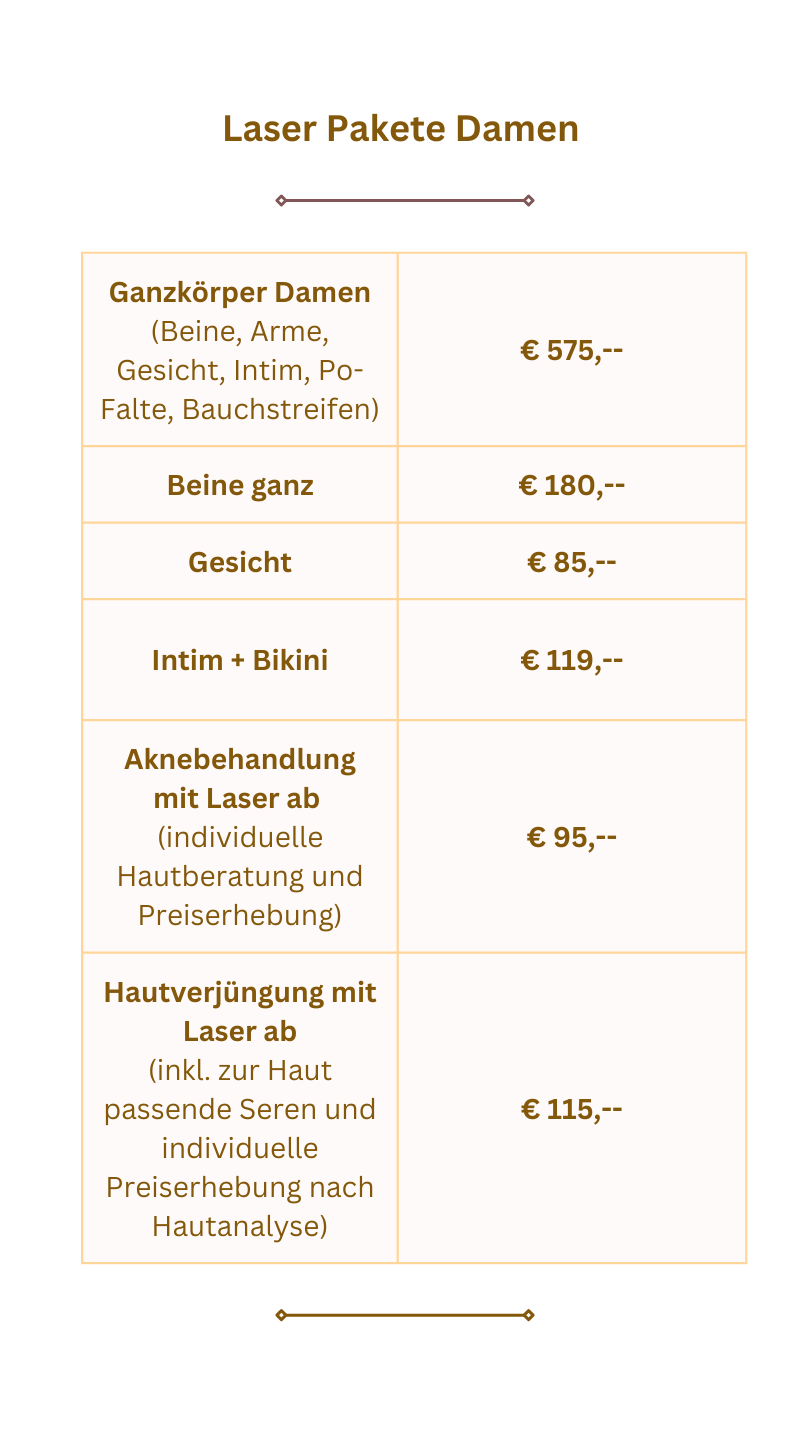 Laser Pakete Damen
Ganzkörper Damen
(Beine, Arme,
Gesicht, Intim, Po-
Falte, Bauchstreifen)
€ 575,--
Beine ganz
€ 180,--
Gesicht
€ 85,--
Intim + Bikini
€ 119,--
Aknebehandlung
mit Laser ab
(individuelle
Hautberatung und
Preiserhebung)
€ 95,--
Hautverjüngung mit
Laser ab
(inkl. zur Haut
passende Seren und
individuelle
Preiserhebung nach
Hautanalyse)
€ 115,--